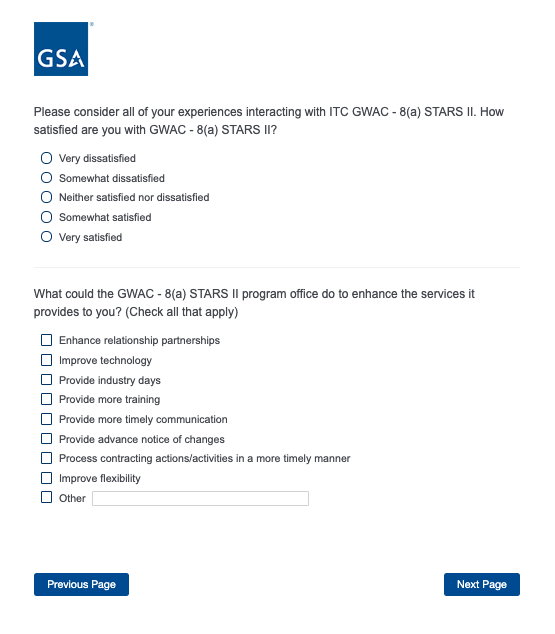 GSA
Please consider all of your experiences interacting with ITC GWAC - 8(a) STARS II. How
satisfied are you with GWAC - 8(a) STARS II?
Very dissatisfied
Somewhat dissatisfied
Neither satisfied nor dissatisfied
Somewhat satisfied
Very satisfied
What could the GWAC - 8(a) STARS II program office do to enhance the services it
provides to you? (Check all that apply)
Enhance relationship partnerships
Improve technology
Provide industry days
Provide more training
Provide more timely communication
Provide advance notice of changes
Process contracting actions/activities in a more timely manner
Improve flexibility
Other
Previous Page
Next Page